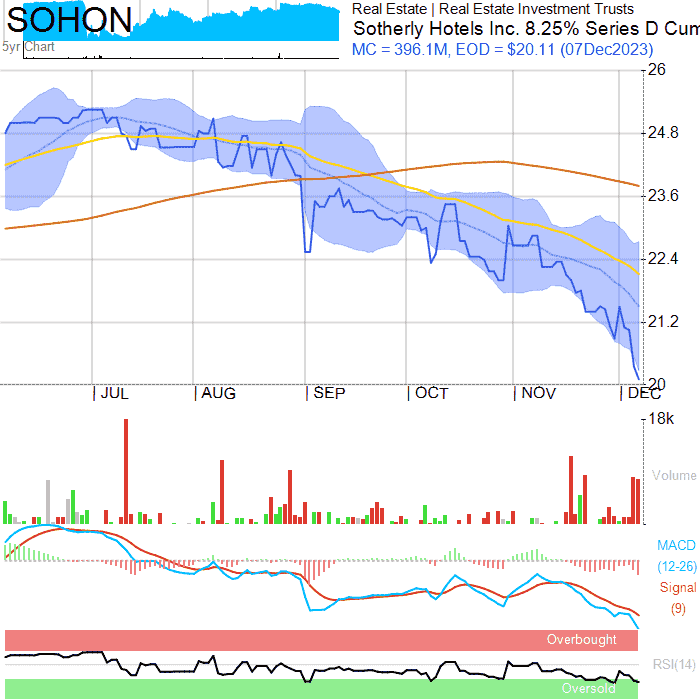 SOHON
5yr Chart
Real Estate | Real Estate Investment Trusts
Sotherly Hotels Inc. 8.25% Series D Cum
MC = 396.1M, EOD = $20.11 (07Dec2023)
26
24.8
23.6
22.4
21.2
20
JUL AUG SEP OCT NOV DEC
18k
Volume
MACD
(12-26)
Signal
(9)
Overbought
RSI(14)
Oversold